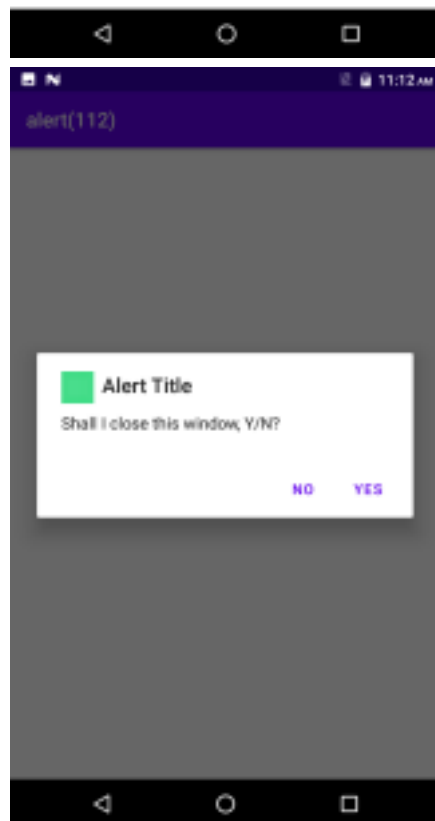 11:12 AM
alert(112)
Alert Title
Shall I close this window, Y/N?
NO YES